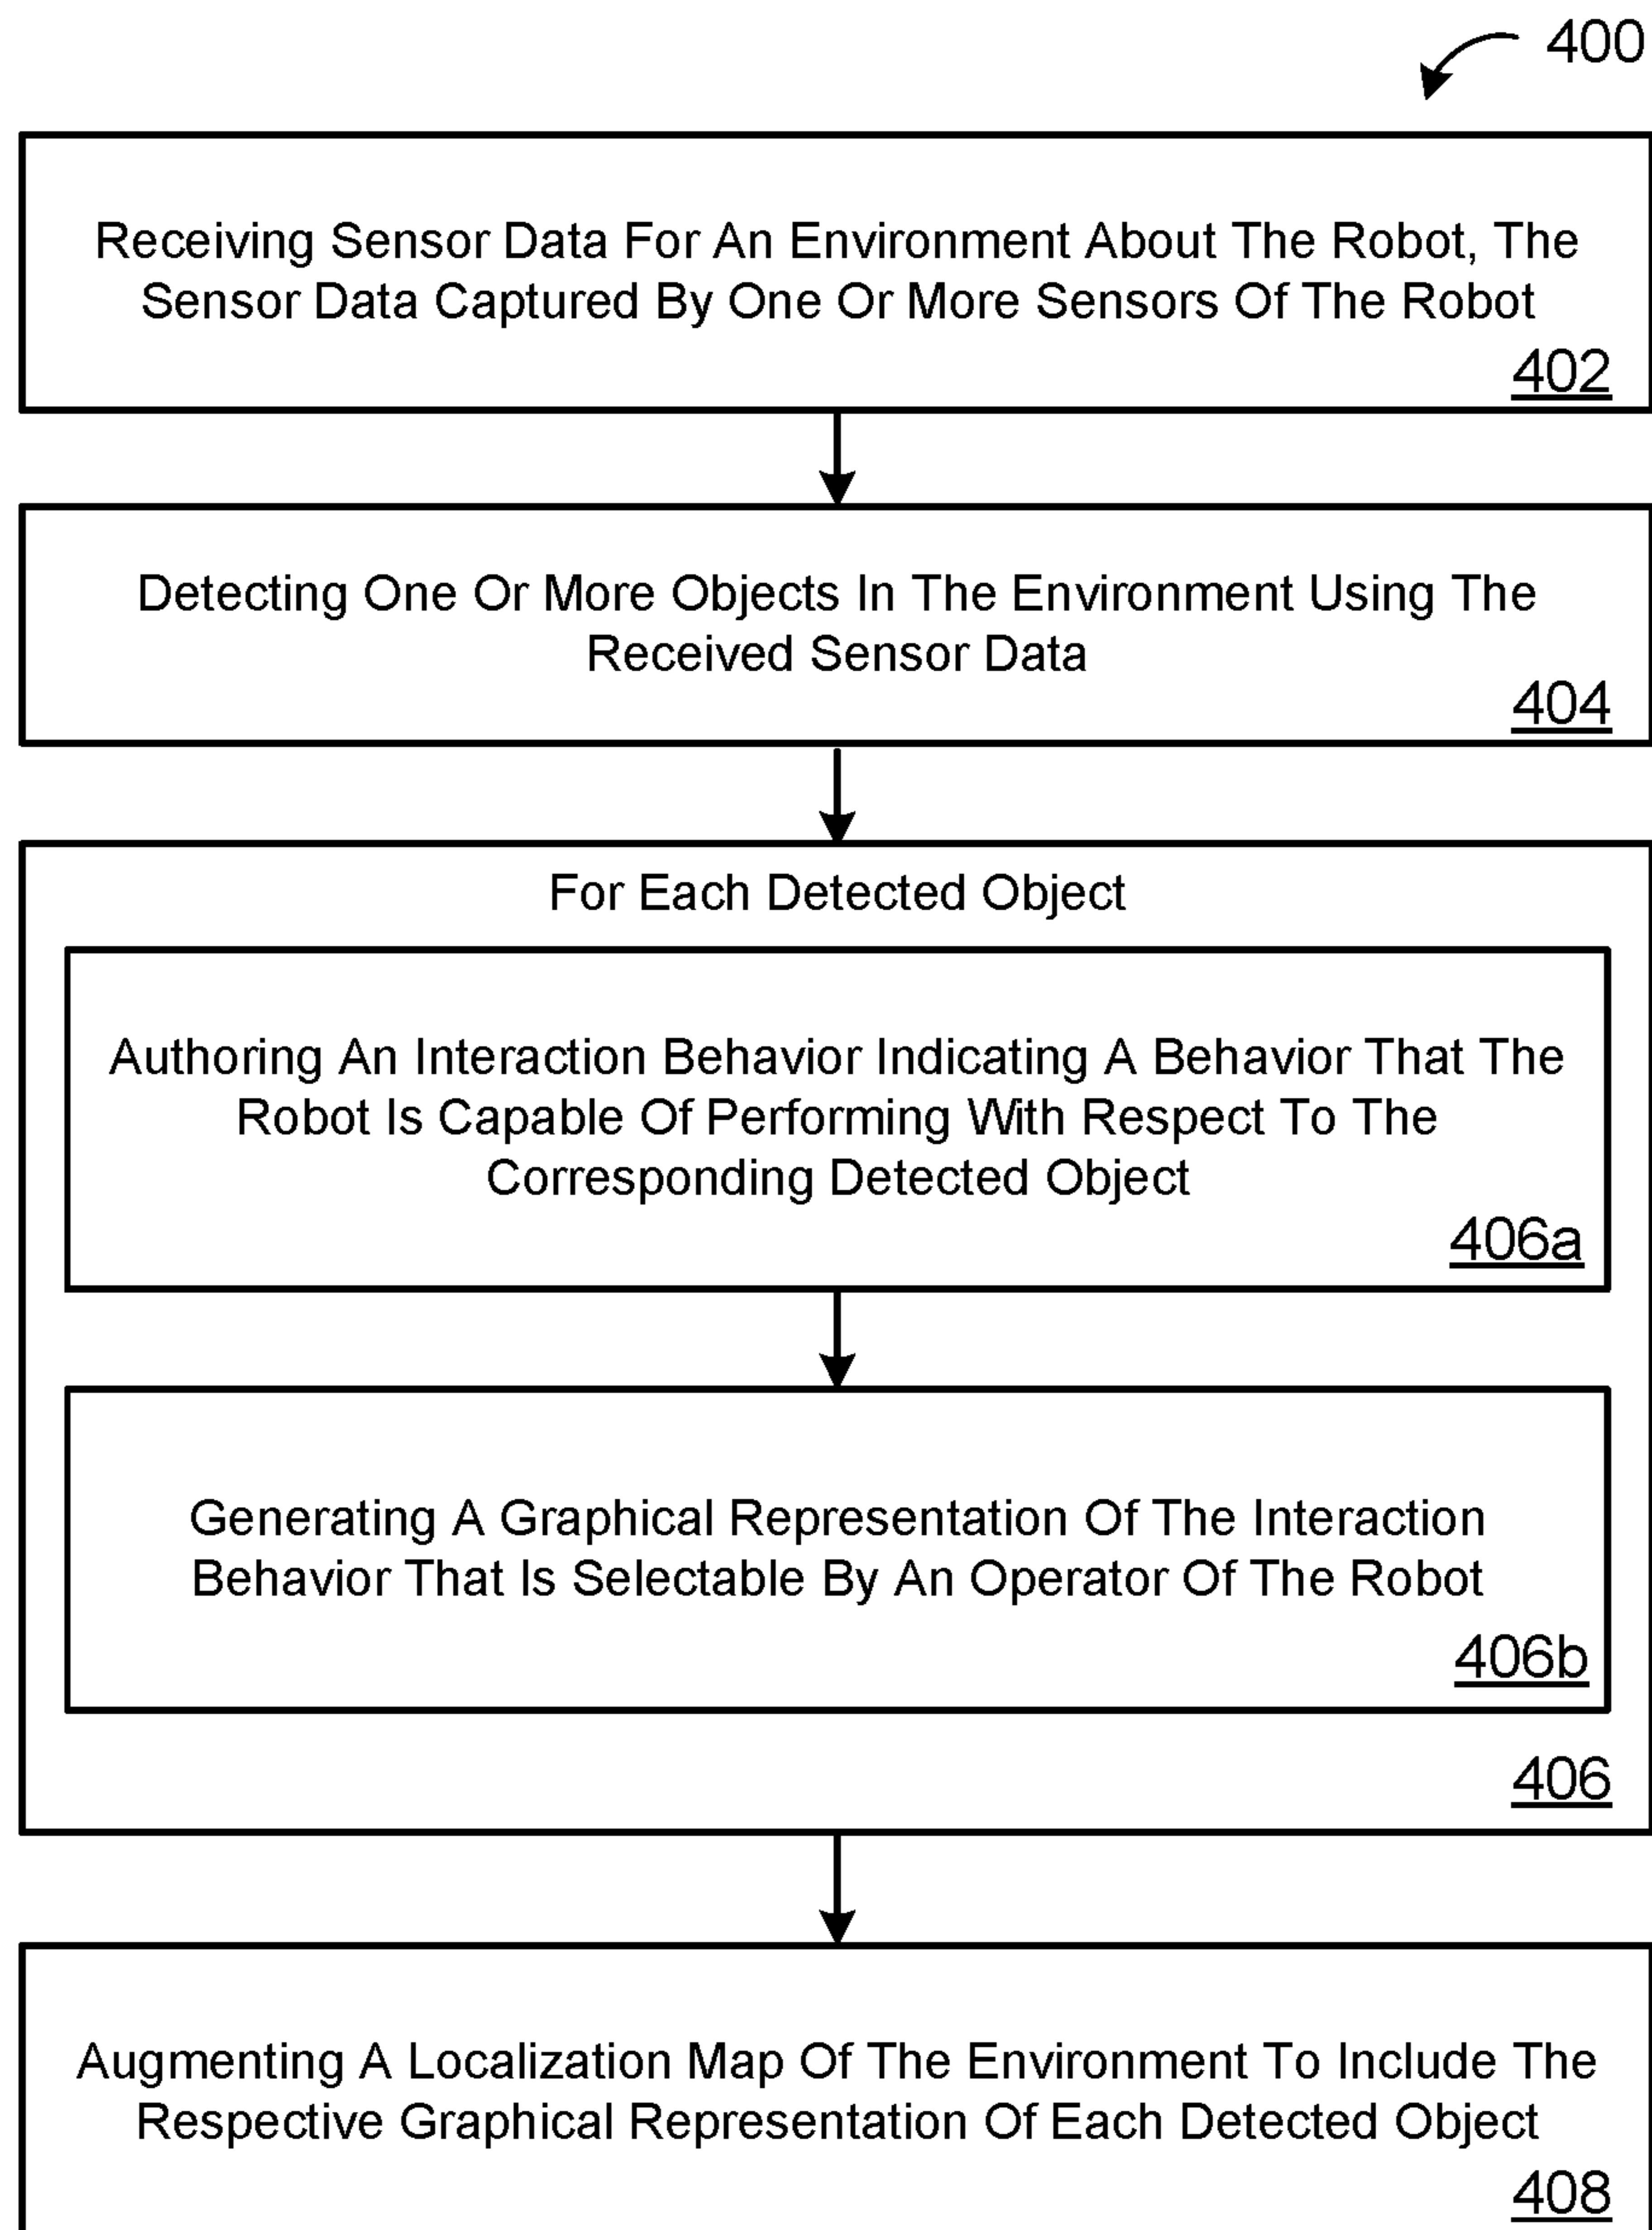 400
Receiving Sensor Data For An Environment About The Robot, The
Sensor Data Captured By One Or More Sensors Of The Robot
402
Detecting One Or More Objects In The Environment Using The
Received Sensor Data
404
For Each Detected Object
Authoring An Interaction Behavior Indicating A Behavior That The
Robot Is Capable Of Performing With Respect To The
Corresponding Detected Object
406a
Generating A Graphical Representation Of The Interaction
Behavior That Is Selectable By An Operator Of The Robot
406b
406
Augmenting A Localization Map Of The Environment To Include The
Respective Graphical Representation Of Each Detected Object
408